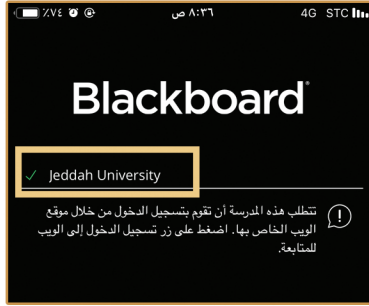 ٪٧٤ ٨:٣٦ ص 4G STC
Blackboard
Jeddah University
تتطلب هذه المدرسة أن تقوم بتسجيل الدخول من خلال موقع
الويب الخاص بها. اضغط على زر تسجيل الدخول إلى الويب
للمتابعة.